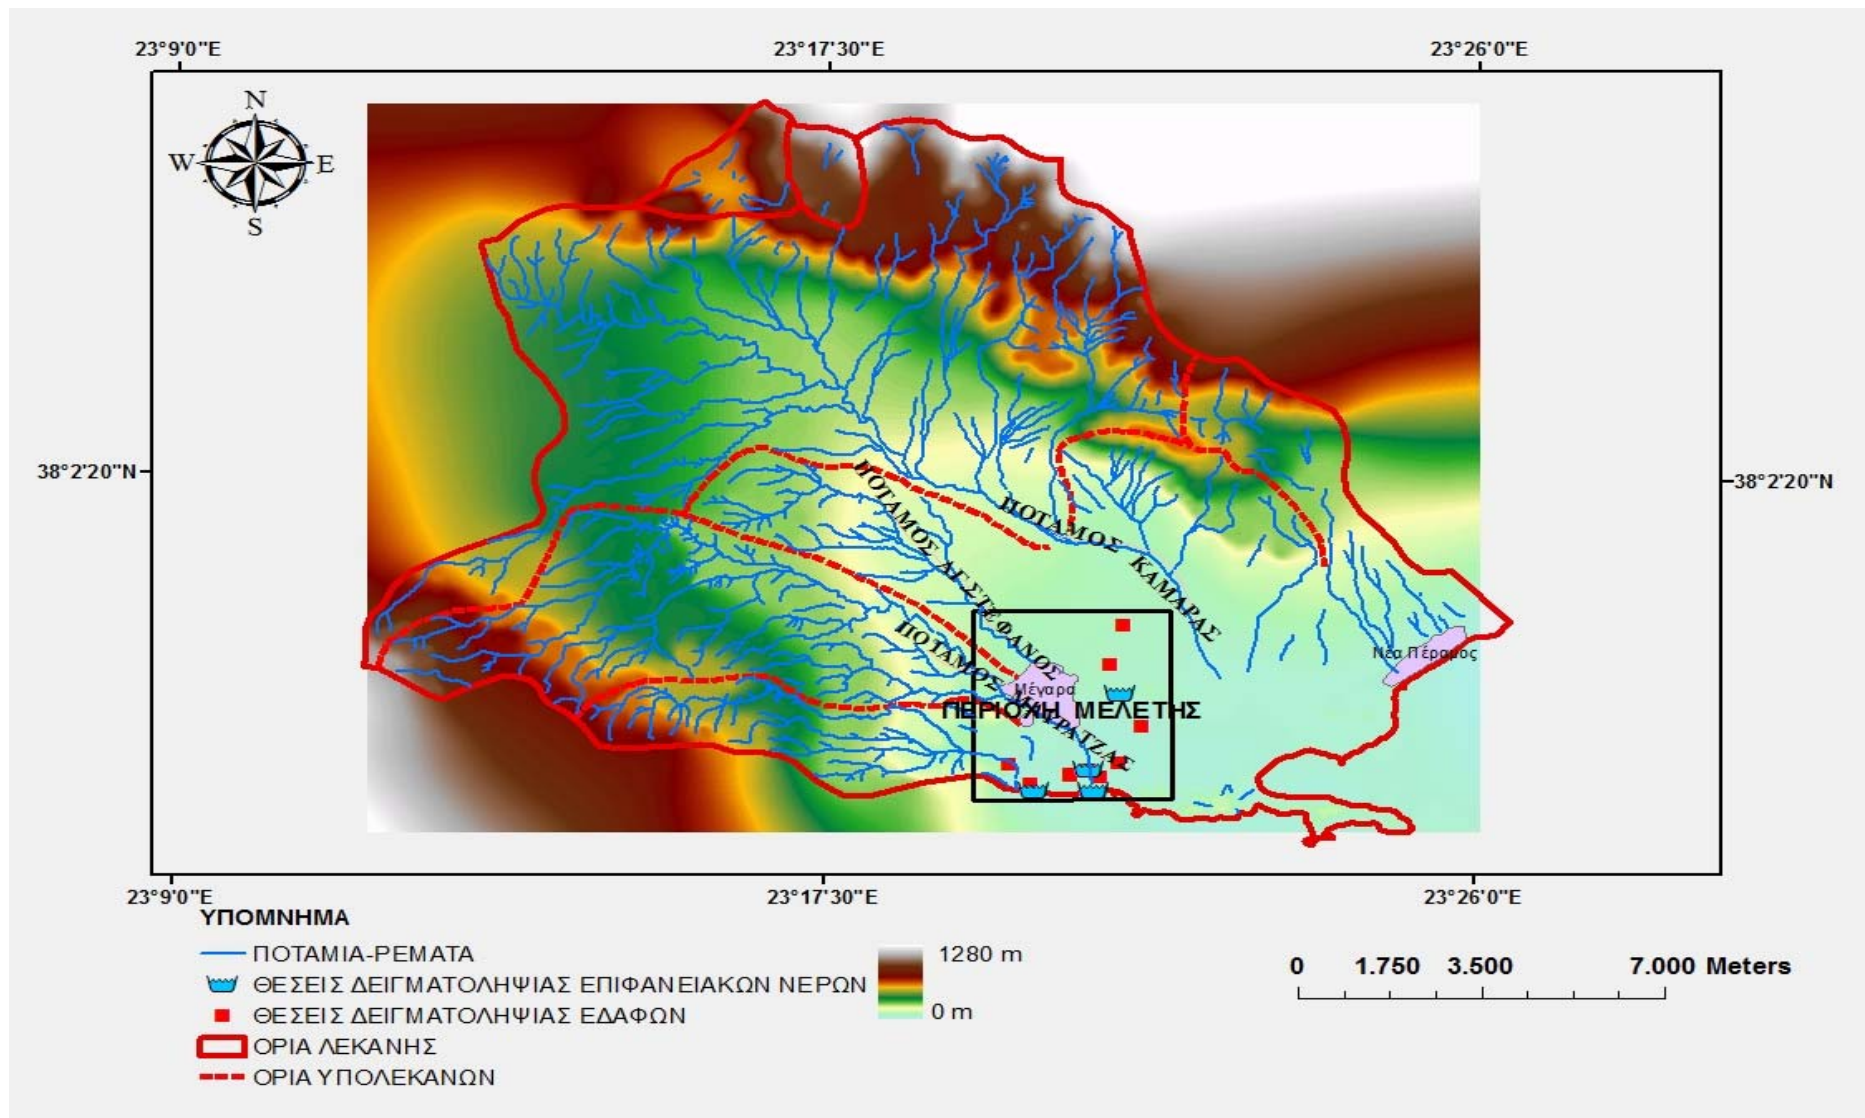 23°9'0"E
23°17'30"E
23°26'0"E
N
W
E
S
38°2'20"N
38°2'20"N
ΠΟΤΑΜΟΣ ΑΓ.ΣΤΕΦΑΝΟΣ
ΠΟΤΑΜΟΣ ΚΑΜΑΡΑΣ
ΠΟΤΑΜΟΣ
Νέα Πέραμος
Μέγαρα
ΠΕΡΙΟΧΗ ΜΕΛΕΤΗΣ
23°9'0"E
23°17'30"E
23°26'0"E
ΥΠΟΜΝΗΜΑ
ΠΟΤΑΜΙΑ-ΡΕΜΑΤΑ
ΘΕΣΕΙΣ ΔΕΙΓΜΑΤΟΛΗΨΙΑΣ ΕΠΙΦΑΝΕΙΑΚΩΝ ΝΕΡΩΝ
ΘΕΣΕΙΣ ΔΕΙΓΜΑΤΟΛΗΨΙΑΣ ΕΔΑΦΩΝ
ΟΡΙΑ ΛΕΚΑΝΗΣ
ΟΡΙΑ ΥΠΟΛΕΚΑΝΩΝ
1280 m
0 m
0 1.750 3.500 7.000 Meters